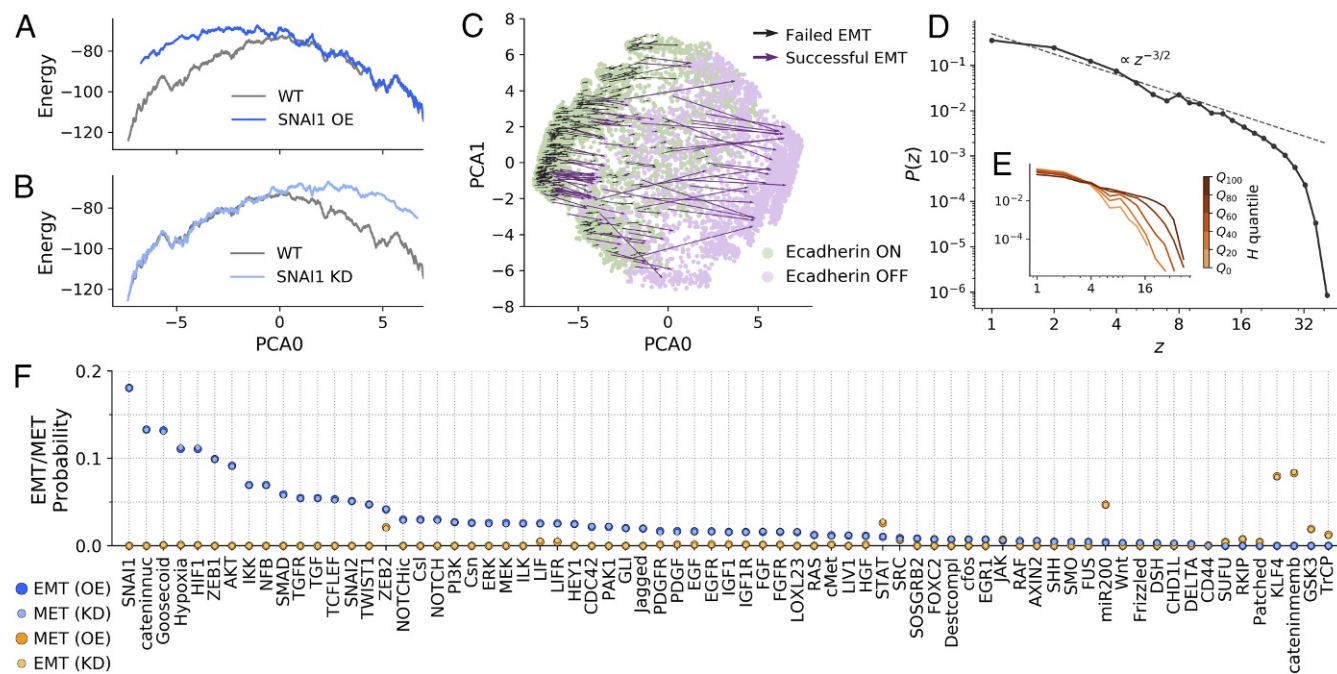 A
Energy
−80
−100
−120
WT
SNAI1 OE
B
Energy
−80
−100
−120
WT
SNAI1 KD
−5
0
5
PCA0
C
PCA1
8
6
4
2
0
−2
−4
−6
−8
Failed EMT
Successful EMT
Ecadherin ON
Ecadherin OFF
−5
0
5
PCA0
D
P(z)
10⁻¹
10⁻²
10⁻³
10⁻⁴
10⁻⁵
10⁻⁶
∝ z⁻³/²
1
2
4
8
16
32
z
E
10⁻²
10⁻⁴
1
4
16
Q₁₀₀
Q₈₀
Q₆₀
Q₄₀
Q₂₀
Q₀
H quantile
F
EMT/MET
Probability
0.2
0.1
0.0
SNAI1
cateninnuc
Goosecoid
Hypoxia
HIF1
ZEB1
AKT
IKK
NFB
SMAD
TGFR
TGF
TCFLEF
SNAI2
TWIST1
ZEB2
NOTCHic
Csl
NOTCH
PI3K
Csn
ERK
MEK
ILK
LIF
LIFR
HEY1
CDC42
PAK1
GLI
Jagged
PDGFR
PDGF
EGF
EGFR
IGF1
IGF1R
FGF
FGFR
LOXL23
RAS
cMet
LIV1
HGF
STAT
SRC
SOSGRB2
FOXC2
Destcompl
cfos
EGR1
JAK
RAF
AXIN2
SHH
SMO
FUS
miR200
Wnt
Frizzled
DSH
CHD1L
DELTA
CD44
SUFU
RKIP
Patched
KLF4
cateninmemb
GSK3
TrCP
EMT (OE)
MET (KD)
MET (OE)
EMT (KD)